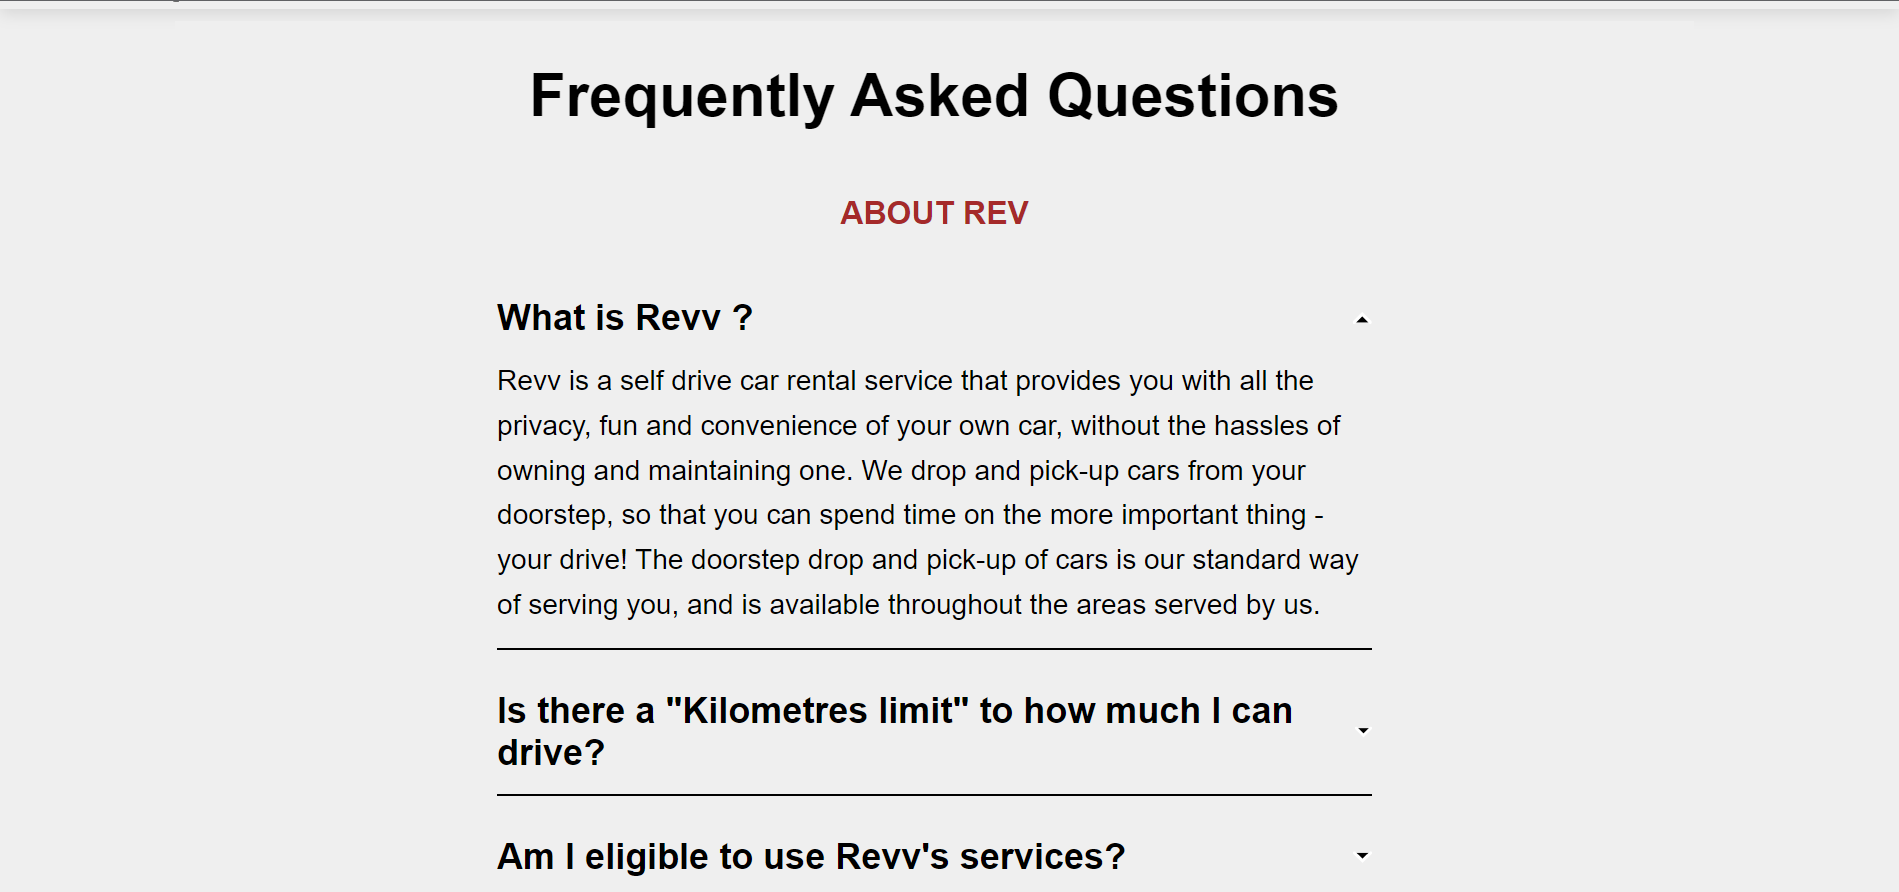 Frequently Asked Questions
ABOUT REV
What is Revv ?
Revv is a self drive car rental service that provides you with all the
privacy, fun and convenience of your own car, without the hassles of
owning and maintaining one. We drop and pick-up cars from your
doorstep, so that you can spend time on the more important thing -
your drive! The doorstep drop and pick-up of cars is our standard way
of serving you, and is available throughout the areas served by us.
Is there a "Kilometres limit" to how much I can
drive?
Am I eligible to use Revv's services?